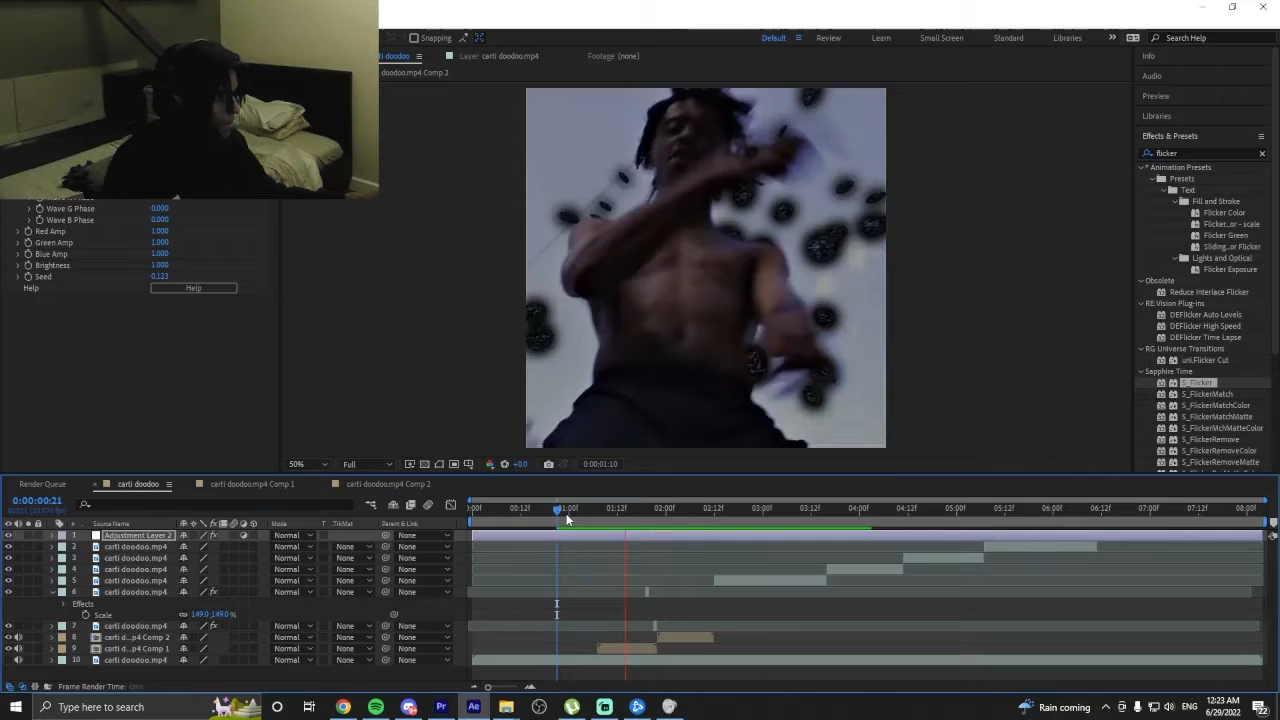 Snapping
Default
Review
Learn
Small Screen
Standard
Libraries
Search Help
rti doodoo
Layer carti doodoo.mp4
Footage (none)
doodoo.mp4 Comp 2
Info
Audio
Preview
Libraries
Effects & Presets
flicker
* Animation Presets
Presets
Text
Fill and Stroke
Flicker Color
Flicker...or - scale
Flicker Green
Sliding...or Flicker
Lights and Optical
Flicker Exposure
Obsolete
Reduce Interlace Flicker
RE:Vision Plug-ins
DEFlicker Auto Levels
DEFlicker High Speed
DEFlicker Time Lapse
RG Universe Transitions
uni.Flicker Cut
Sapphire Time
S_Flicker
S_FlickerMatch
S_FlickerMatchColor
S_FlickerMatchMatte
S_FlickerMchMatteColor
S_FlickerRemove
S_FlickerRemoveColor
S_FlickerRemoveMatte
Wave G Phase 0.000
Wave B Phase 0.000
Red Amp 1.000
Green Amp 1.000
Blue Amp 1.000
Brightness 1.000
Seed 0.123
Help Help
50% Full +0.0 0:00:01:10
Render Queue
carti doodoo
carti doodoo.mp4 Comp 1
carti doodoo.mp4 Comp 2
0:00:00:21
00021 (23.976 fps)
:00f 00:12f 01:00f 01:12f 02:00f 02:12f 03:00f 03:12f 04:00f 04:12f 05:00f 05:12f 06:00f 06:12f 07:00f 07:12f 08:00f
# Source Name Mode T .TrkMat Parent & Link
1 Adjustment Layer 2 Normal None
2 carti doodoo.mp4 Normal None None
3 carti doodoo.mp4 Normal None None
4 carti doodoo.mp4 Normal None None
5 carti doodoo.mp4 Normal None None
6 carti doodoo.mp4 Normal None None
Effects
Scale 149.0,149.0 %
7 carti doodoo.mp4 Normal None None
8 carti d...p4 Comp 2 Normal None None
9 carti d...p4 Comp 1 Normal None None
10 carti doodoo.mp4 Normal None None
Frame Render Time 0ms
Type here to search
Rain coming
ENG
12:23 AM
6/29/2022